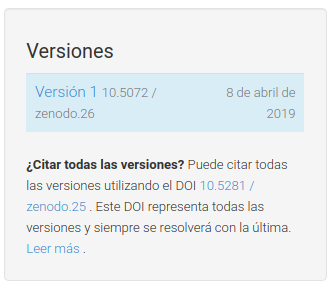 Versiones
Versión 1 10.5072 / 8 de abril de
zenodo.26 2019
¿Citar todas las versiones? Puede citar todas
las versiones utilizando el DOI 10.5281 /
zenodo.25 . Este DOI representa todas las
versiones y siempre se resolverá con la última.
Leer más .